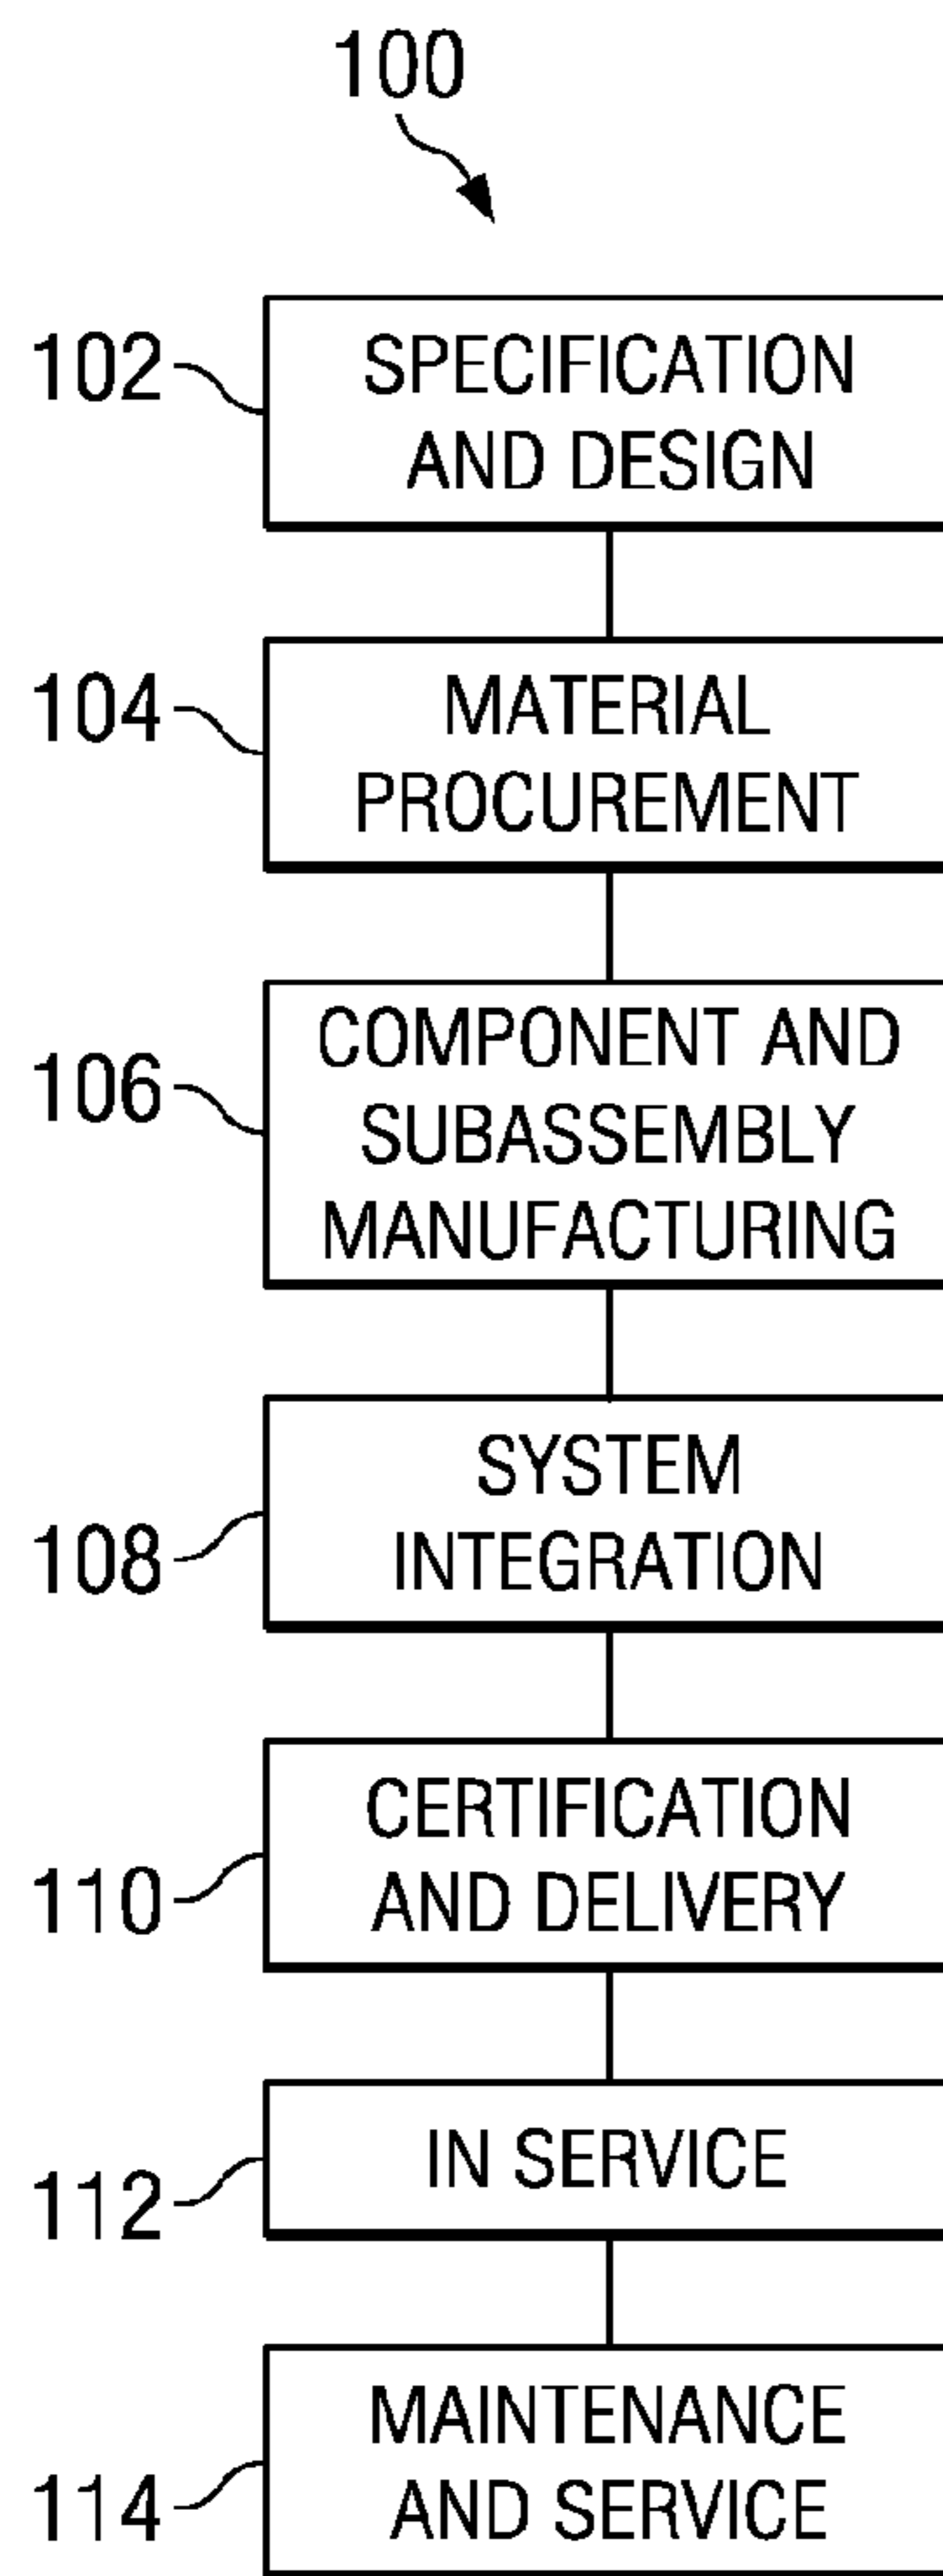 100
102
SPECIFICATION
AND DESIGN
104
MATERIAL
PROCUREMENT
106
COMPONENT AND
SUBASSEMBLY
MANUFACTURING
108
SYSTEM
INTEGRATION
110
CERTIFICATION
AND DELIVERY
112
IN SERVICE
114
MAINTENANCE
AND SERVICE